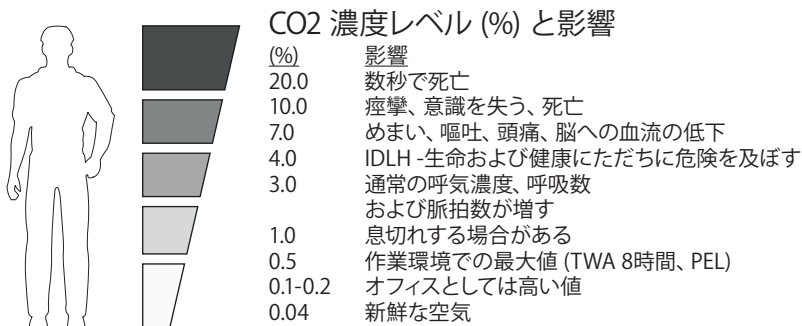 CO2 濃度レベル (%) と影響
(%) 影響
20.0 数秒で死亡
10.0 痙攣、意識を失う、死亡
7.0 めまい、嘔吐、頭痛、脳への血流の低下
4.0 IDLH -生命および健康にただちに危険を及ぼす
3.0 通常の呼気濃度、呼吸数
および脈拍数が増す
1.0 息切れする場合がある
0.5 作業環境での最大値 (TWA 8時間、PEL)
0.1-0.2 オフィスとしては高い値
0.04 新鮮な空気